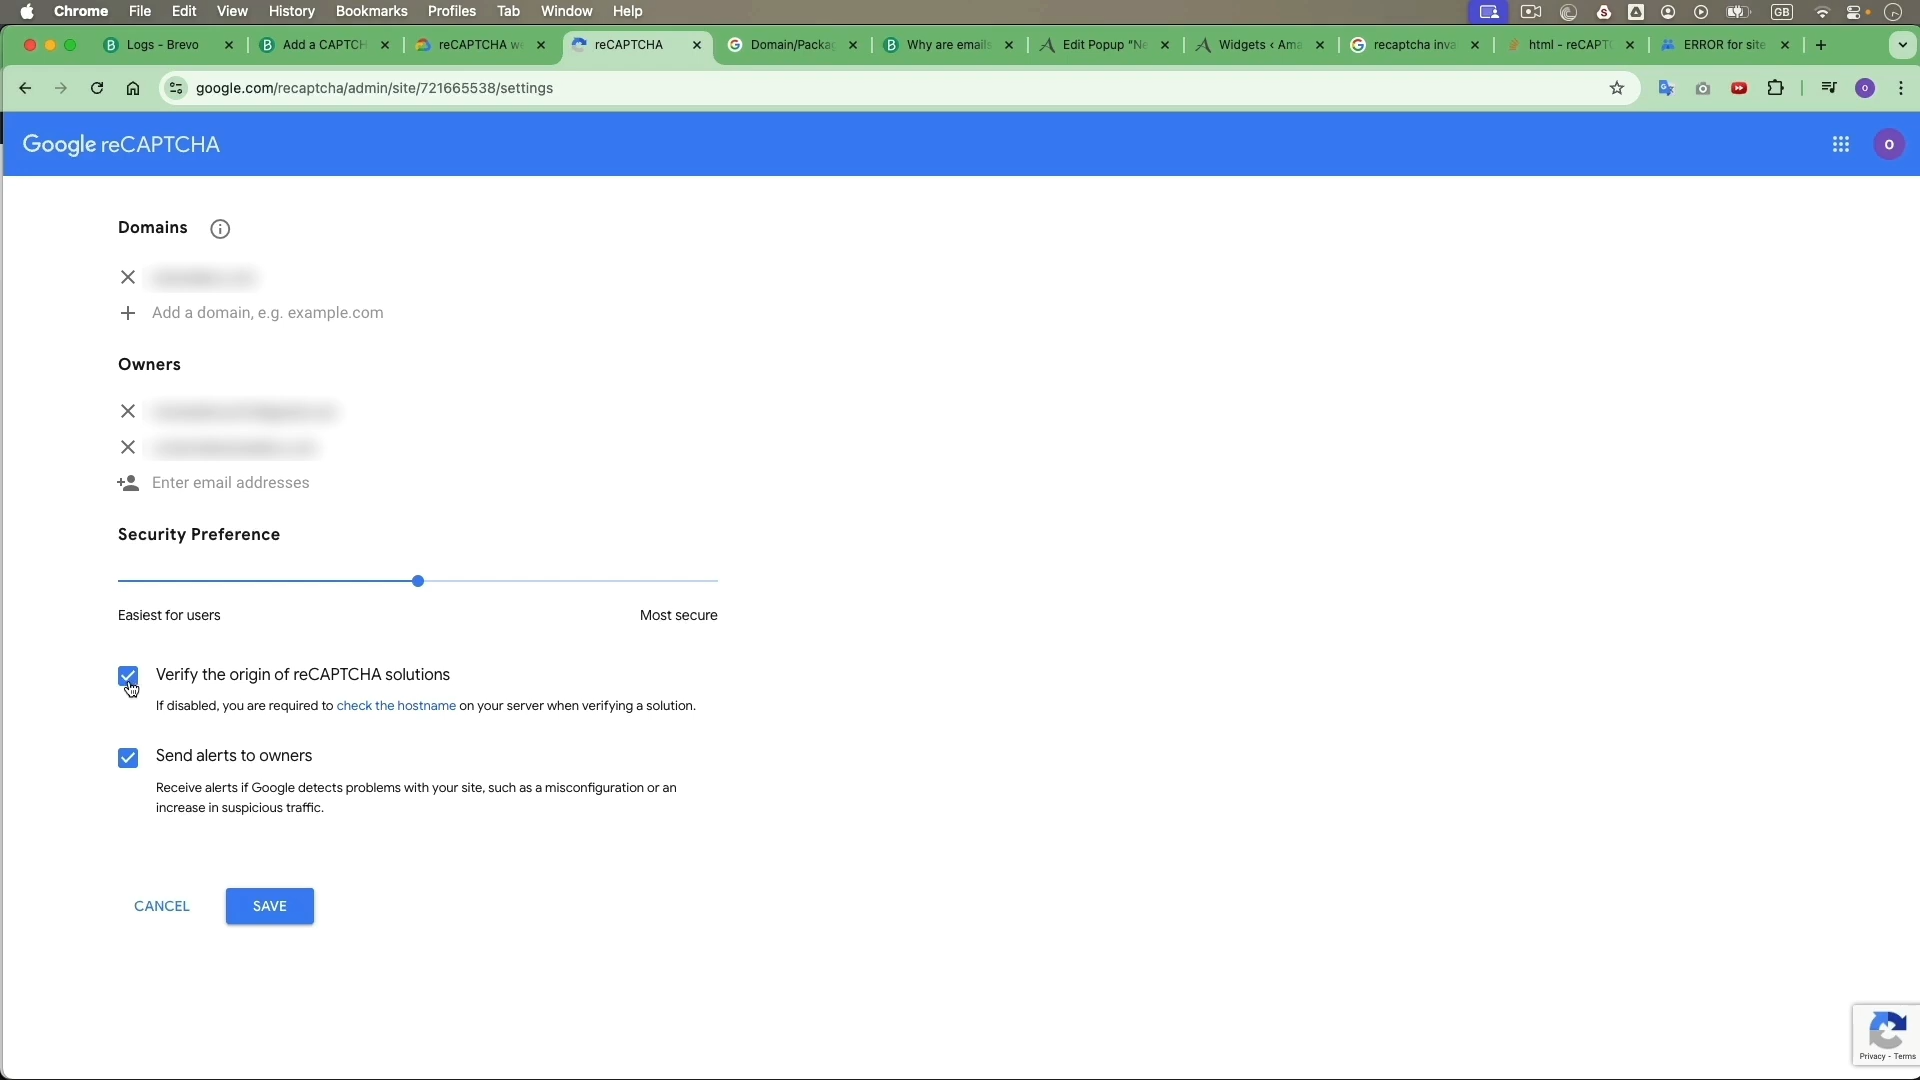 Chrome File Edit View History Bookmarks Profiles Tab Window Help GB
Logs - Brevo Add a CAPTCH reCAPTCHA w reCAPTCHA Domain/Packa Why are emails Edit Popup “Ne Widgets ‹ Ama recaptcha inva html - reCAPT ERROR for site
google.com/recaptcha/admin/site/721665538/settings
Google reCAPTCHA
Domains
Add a domain, e.g. example.com
Owners
Enter email addresses
Security Preference
Easiest for users Most secure
Verify the origin of reCAPTCHA solutions
If disabled, you are required to check the hostname on your server when verifying a solution.
Send alerts to owners
Receive alerts if Google detects problems with your site, such as a misconfiguration or an
increase in suspicious traffic.
CANCEL SAVE
Privacy - Terms